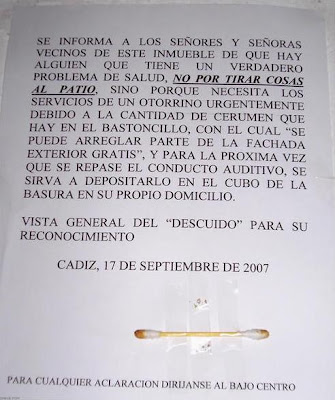 SE INFORMA A LOS SEÑORES Y SEÑORAS
VECINOS DE ESTE INMUEBLE DE QUE HAY
ALGUIEN QUE TIENE UN VERDADERO
PROBLEMA DE SALUD, NO POR TIRAR COSAS
AL PATIO, SINO PORQUE NECESITA LOS
SERVICIOS DE UN OTORRINO URGENTEMENTE
DEBIDO A LA CANTIDAD DE CERUMEN QUE
HAY EN EL BASTONCILLO, CON EL CUAL “SE
PUEDE ARREGLAR PARTE DE LA FACHADA
EXTERIOR GRATIS”, Y PARA LA PROXIMA VEZ
QUE SE REPASE EL CONDUCTO AUDITIVO, SE
SIRVA A DEPOSITARLO EN EL CUBO DE LA
BASURA EN SU PROPIO DOMICILIO.
VISTA GENERAL DEL “DESCUIDO” PARA SU
RECONOCIMIENTO
CADIZ, 17 DE SEPTIEMBRE DE 2007
PARA CUALQUIER ACLARACION DIRIJANSE AL BAJO CENTRO